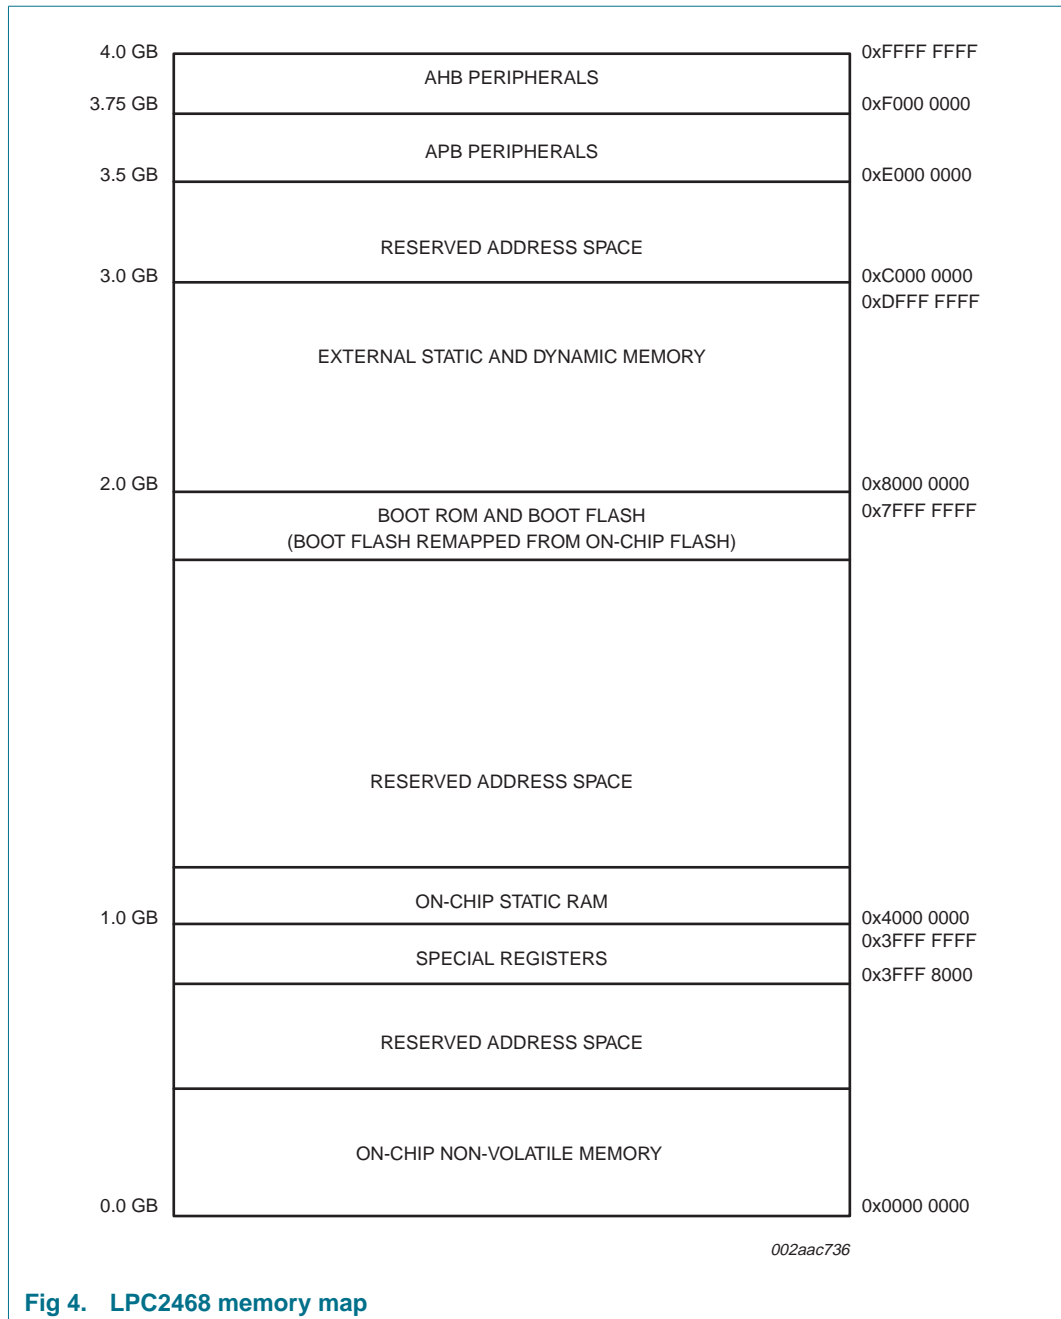 4.0 GB 0xFFFF FFFF
AHB PERIPHERALS
3.75 GB 0xF000 0000
APB PERIPHERALS
3.5 GB 0xE000 0000
RESERVED ADDRESS SPACE
3.0 GB 0xC000 0000
0xDFFF FFFF
EXTERNAL STATIC AND DYNAMIC MEMORY
2.0 GB 0x8000 0000
BOOT ROM AND BOOT FLASH 0x7FFF FFFF
(BOOT FLASH REMAPPED FROM ON-CHIP FLASH)
RESERVED ADDRESS SPACE
ON-CHIP STATIC RAM
1.0 GB 0x4000 0000
0x3FFF FFFF
SPECIAL REGISTERS
0x3FFF 8000
RESERVED ADDRESS SPACE
ON-CHIP NON-VOLATILE MEMORY
0.0 GB 0x0000 0000
002aac736
Fig 4. LPC2468 memory map